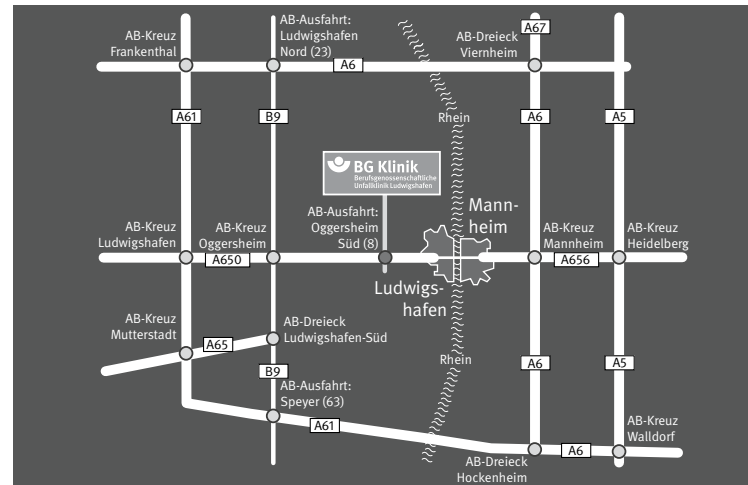 AB-Kreuz
Frankenthal
AB-Ausfahrt:
Ludwigshafen
Nord (23)
A6
AB-Dreieck
Viernheim
A67
A61
B9
Rhein
A6
A5
BG Klinik
Berufsgenossenschaftliche
Unfallklinik Ludwigshafen
AB-Kreuz
Ludwigshafen
A650
AB-Kreuz
Oggersheim
AB-Ausfahrt:
Oggersheim
Süd (8)
Mann-
heim
Ludwigs-
hafen
AB-Kreuz
Mannheim
A656
AB-Kreuz
Heidelberg
AB-Kreuz
Mutterstadt
A65
AB-Dreieck
Ludwigshafen-Süd
B9
Rhein
A6
A5
AB-Ausfahrt:
Speyer (63)
A61
AB-Dreieck
Hockenheim
A6
AB-Kreuz
Walldorf